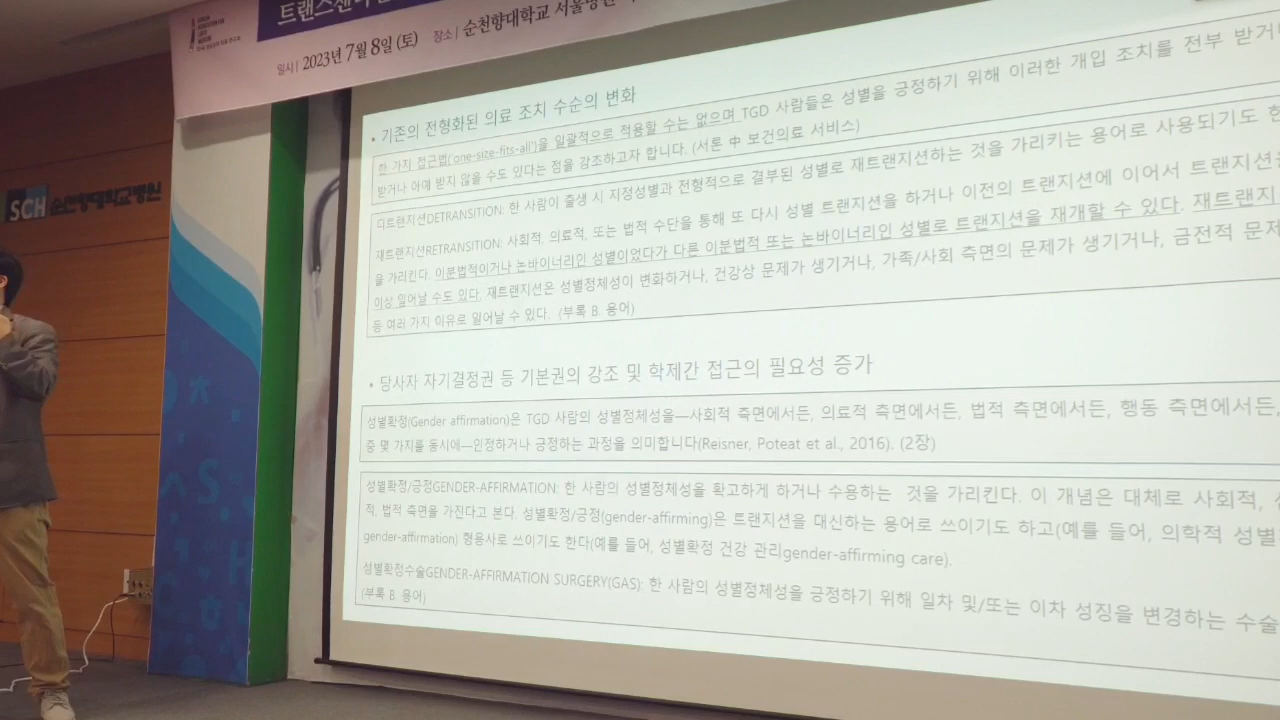 트랜스젠더
일시 | 2023년 7월 8일 (토) 장소 | 순천향대학교 서울병원
SCH 순천향대학교병원
• 기존의 전형화된 의료 조치 수순의 변화
한 가지 접근법('one-size-fits-all')을 일괄적으로 적용할 수는 없으며 TGD 사람들은 성별을 긍정하기 위해 이러한 개입 조치를 전부 받거나
받거나 아예 받지 않을 수도 있다는 점을 강조하고자 합니다. (서론 中 보건의료 서비스)
디트랜지션DETRANSITION: 한 사람이 출생 시 지정성별과 전형적으로 결부된 성별로 재트랜지션하는 것을 가리키는 용어로 사용되기도 한
재트랜지션RETRANSITION: 사회적, 의료적, 또는 법적 수단을 통해 또 다시 성별 트랜지션을 하거나 이전의 트랜지션에 이어서 트랜지션을
을 가리킨다. 이분법적이거나 논바이너리인 성별이었다가 다른 이분법적 또는 논바이너리인 성별로 트랜지션을 재개할 수 있다. 재트랜지
이상 일어날 수도 있다. 재트랜지션은 성별정체성이 변화하거나, 건강상 문제가 생기거나, 가족/사회 측면의 문제가 생기거나, 금전적 문제
등 여러 가지 이유로 일어날 수 있다. (부록 B. 용어)
• 당사자 자기결정권 등 기본권의 강조 및 학제간 접근의 필요성 증가
성별확정(Gender affirmation)은 TGD 사람의 성별정체성을—사회적 측면에서든, 의료적 측면에서든, 법적 측면에서든, 행동 측면에서든,
중 몇 가지를 동시에—인정하거나 긍정하는 과정을 의미합니다(Reisner, Poteat et al., 2016). (2장)
성별확정/긍정GENDER-AFFIRMATION: 한 사람의 성별정체성을 확고하게 하거나 수용하는 것을 가리킨다. 이 개념은 대체로 사회적,
적, 법적 측면을 가진다고 본다. 성별확정/긍정(gender-affirming)은 트랜지션을 대신하는 용어로 쓰이기도 하고(예를 들어, 의학적 성별
gender-affirmation) 형용사로 쓰이기도 한다(예를 들어, 성별확정 건강 관리gender-affirming care).
성별확정수술GENDER-AFFIRMATION SURGERY(GAS): 한 사람의 성별정체성을 긍정하기 위해 일차 및/또는 이차 성징을 변경하는 수술
(부록 B. 용어)